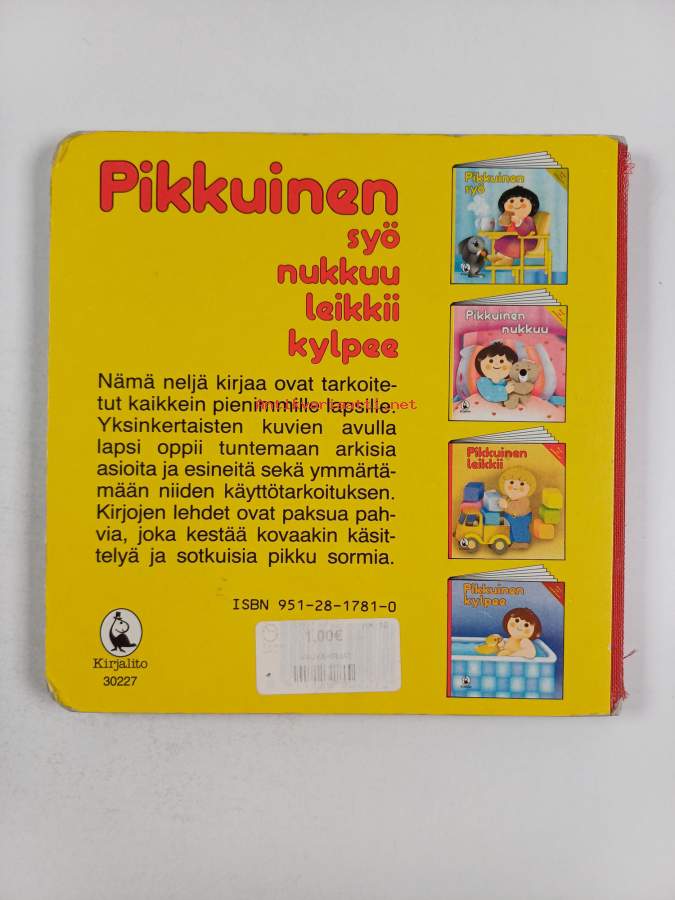 Pikkuinen
syö
nukkuu
leikkii
kylpee
Nämä neljä kirjaa ovat tarkoite-
tut kaikkein pienimmille lapsille.
Yksinkertaisten kuvien avulla
lapsi oppii tuntemaan arkisia
asioita ja esineitä sekä ymmärtä-
mään niiden käyttötarkoituksen.
Kirjojen lehdet ovat paksua pah-
via, joka kestää kovaakin käsit-
telyä ja sotkuisia pikku sormia.
ISBN 951-28-1781-0
Kirjalito
30227
1.00€
Pikkuinen
syö
Pikkuinen
nukkuu
Pikkuinen
leikkii
Pikkuinen
kylpee